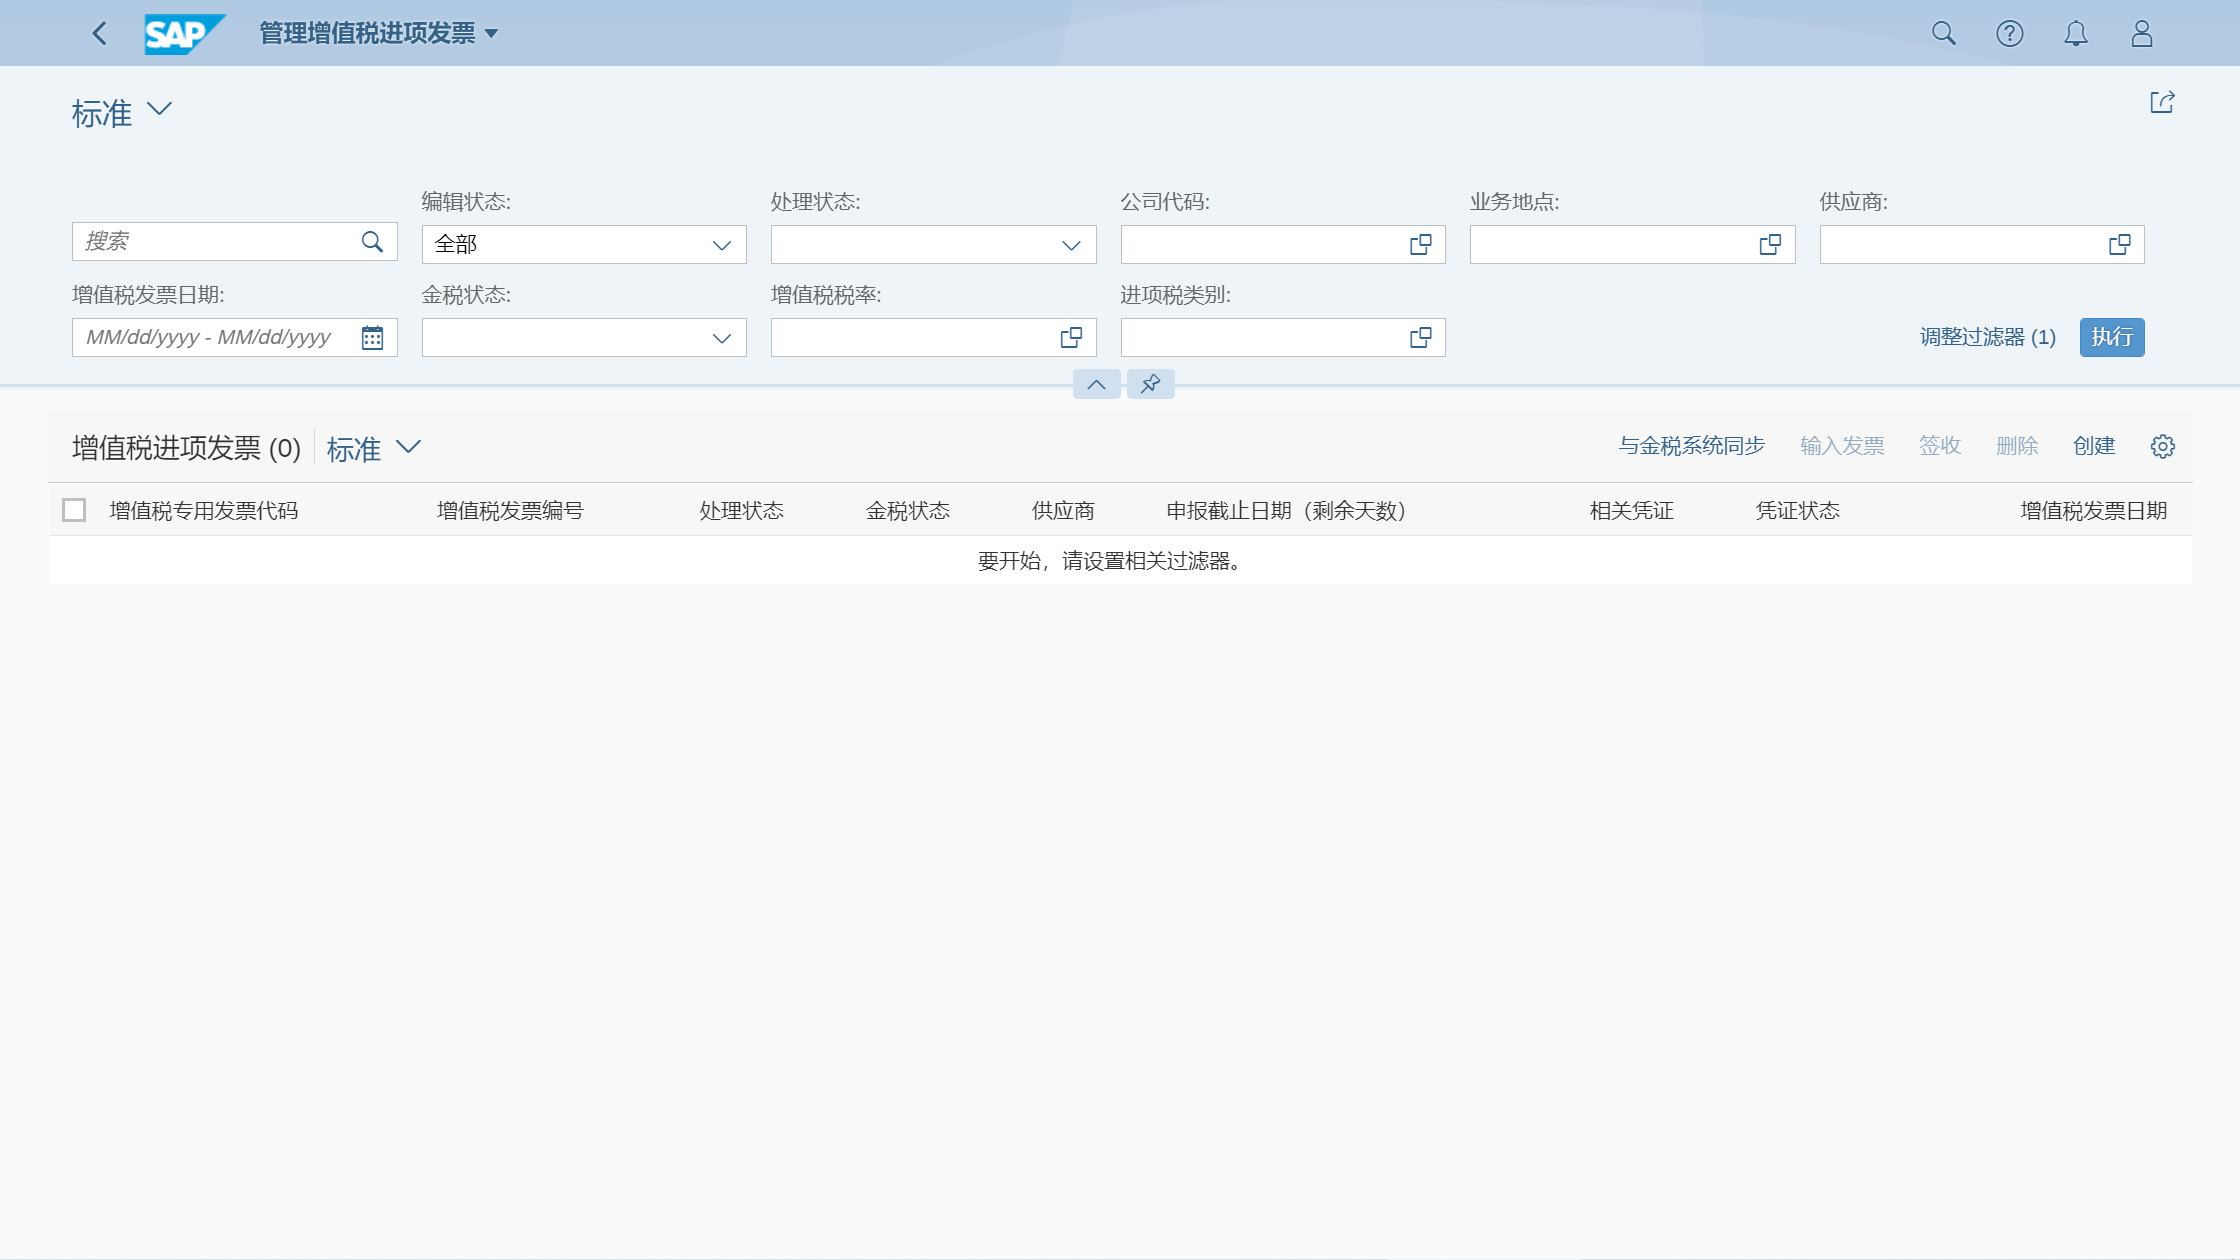 SAP 管理增值税进项发票
标准
编辑状态: 处理状态: 公司代码: 业务地点: 供应商:
搜索 全部
增值税发票日期: 金税状态: 增值税税率: 进项税类别:
MM/dd/yyyy - MM/dd/yyyy 调整过滤器 (1) 执行
增值税进项发票 (0) 标准 与金税系统同步 输入发票 签收 删除 创建
增值税专用发票代码 增值税发票编号 处理状态 金税状态 供应商 申报截止日期（剩余天数） 相关凭证 凭证状态 增值税发票日期
要开始，请设置相关过滤器。